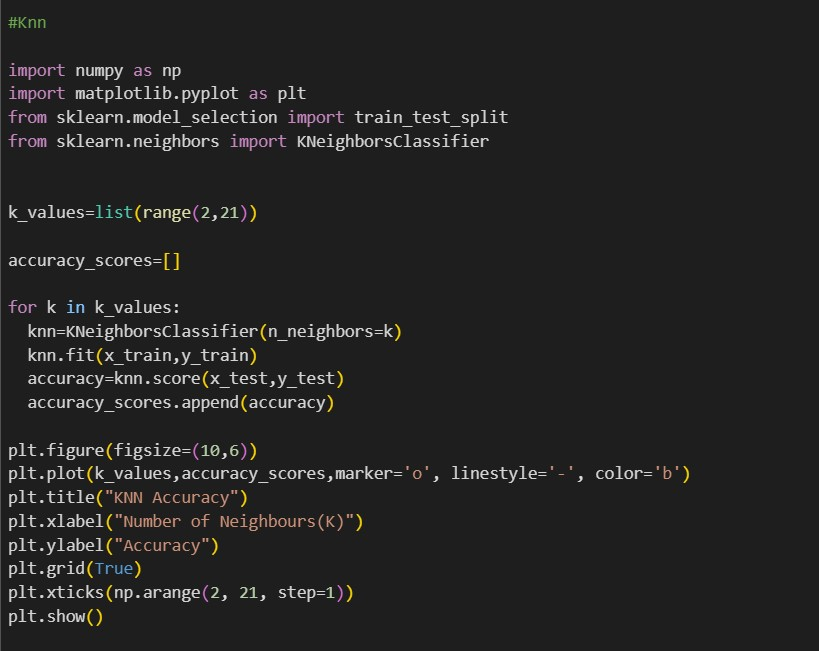 #Knn
import numpy as np
import matplotlib.pyplot as plt
from sklearn.model_selection import train_test_split
from sklearn.neighbors import KNeighborsClassifier
k_values=list(range(2,21))
accuracy_scores=[]
for k in k_values:
  knn=KNeighborsClassifier(n_neighbors=k)
  knn.fit(x_train,y_train)
  accuracy=knn.score(x_test,y_test)
  accuracy_scores.append(accuracy)
plt.figure(figsize=(10,6))
plt.plot(k_values,accuracy_scores,marker='o', linestyle='-', color='b')
plt.title("KNN Accuracy")
plt.xlabel("Number of Neighbours(K)")
plt.ylabel("Accuracy")
plt.grid(True)
plt.xticks(np.arange(2, 21, step=1))
plt.show()